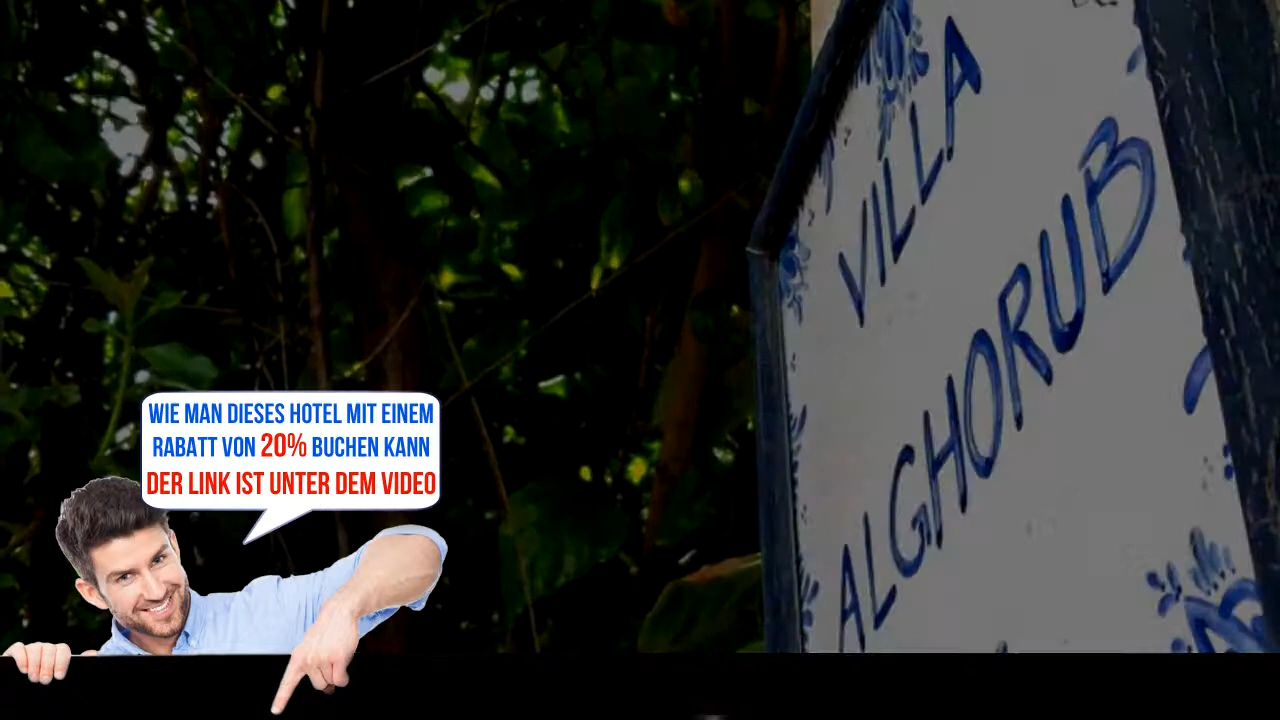 VILLA
ALGHORUB
WIE MAN DIESES HOTEL MIT EINEM
RABATT VON 20% BUCHEN KANN
DER LINK IST UNTER DEM VIDEO